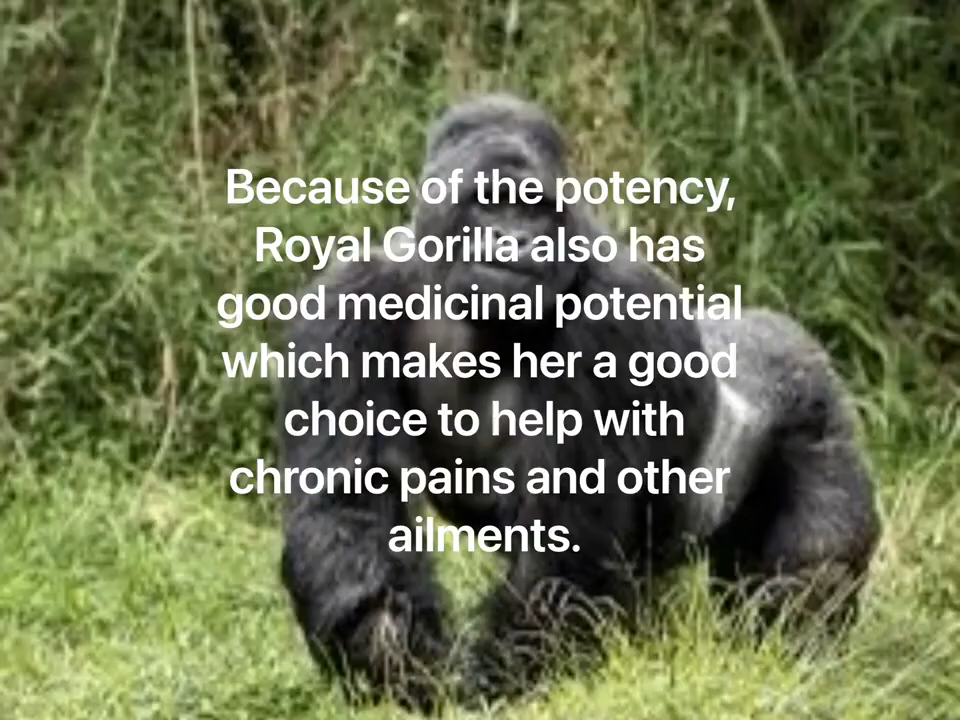 Because of the potency,
Royal Gorilla also has
good medicinal potential
which makes her a good
choice to help with
chronic pains and other
ailments.